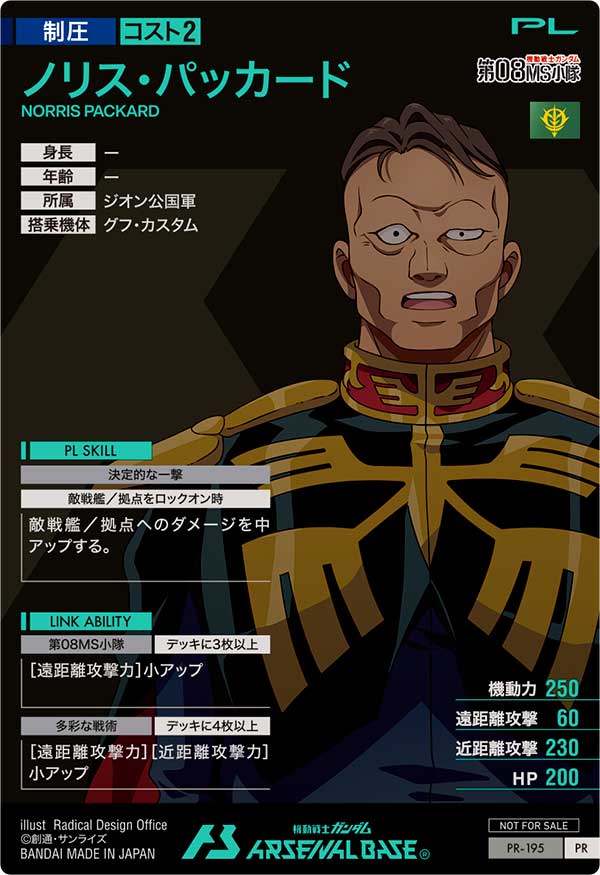 制圧 コスト2 PL
ノリス・パッカード
NORRIS PACKARD
機動戦士ガンダム
第08MS小隊
身長 ー
年齢 ー
所属 ジオン公国軍
搭乗機体 グフ・カスタム
PL SKILL
決定的な一撃
敵戦艦／拠点をロックオン時
敵戦艦／拠点へのダメージを中
アップする。
LINK ABILITY
第08MS小隊 デッキに3枚以上
［遠距離攻撃力］小アップ
多彩な戦術 デッキに4枚以上
［遠距離攻撃力］［近距離攻撃力］
小アップ
機動力 250
遠距離攻撃 60
近距離攻撃 230
HP 200
illust Radical Design Office
©創通・サンライズ
BANDAI MADE IN JAPAN
機動戦士ガンダム
AB ARSENAL BASE ®
NOT FOR SALE
PR-195 PR